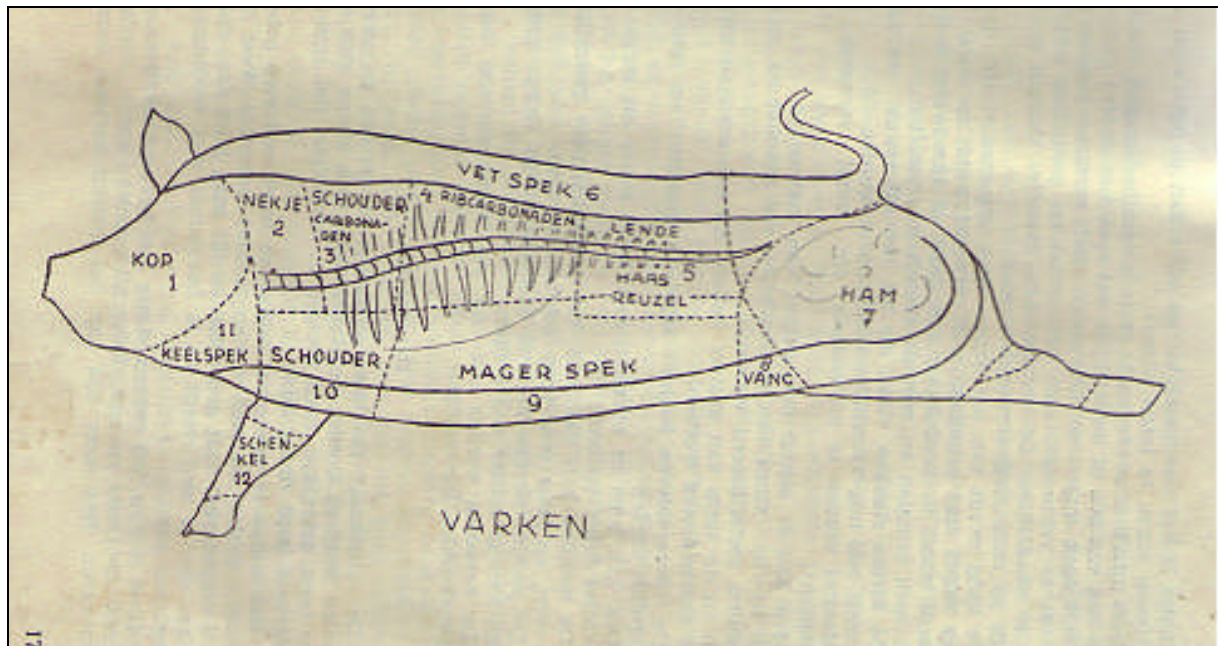 VET SPEK 6
NEKJE
2
SCHOUDER
CARBONA-
DEN
3
4 RIBCARBONADEN
LENDE
KOP
1
5
HAAS
REUZEL
HAM
7
11
KEELSPEK
SCHOUDER
10
MAGER SPEK
9
8
VANG
SCHEN-
KEL
12
VARKEN